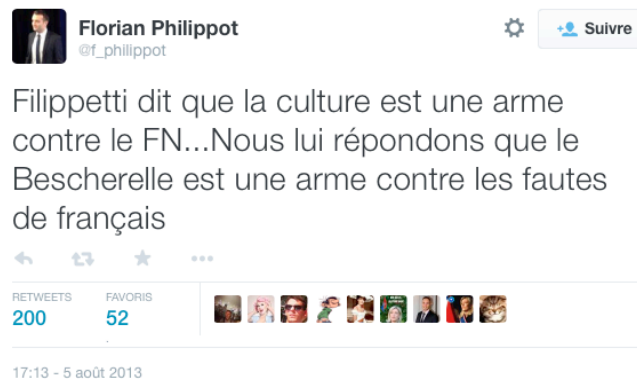 Florian Philippot
@f_philippot
Suivre
Filippetti dit que la culture est une arme
contre le FN...Nous lui répondons que le
Bescherelle est une arme contre les fautes
de français
RETWEETS
FAVORIS
200
52
17:13 - 5 août 2013